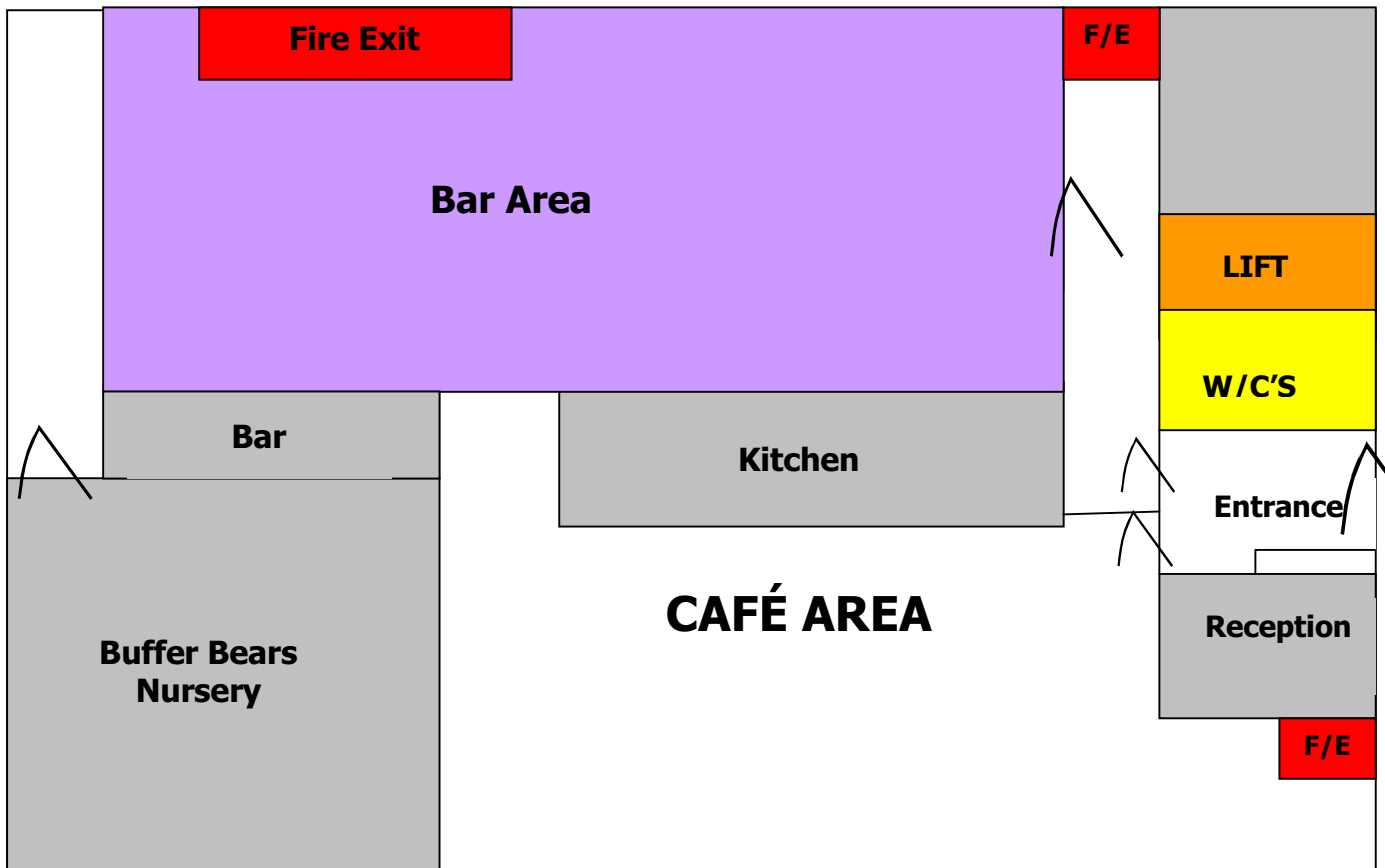 Fire Exit
F/E
Bar Area
LIFT
W/C’S
Bar
Kitchen
Entrance
CAFÉ AREA
Reception
Buffer Bears
Nursery
F/E